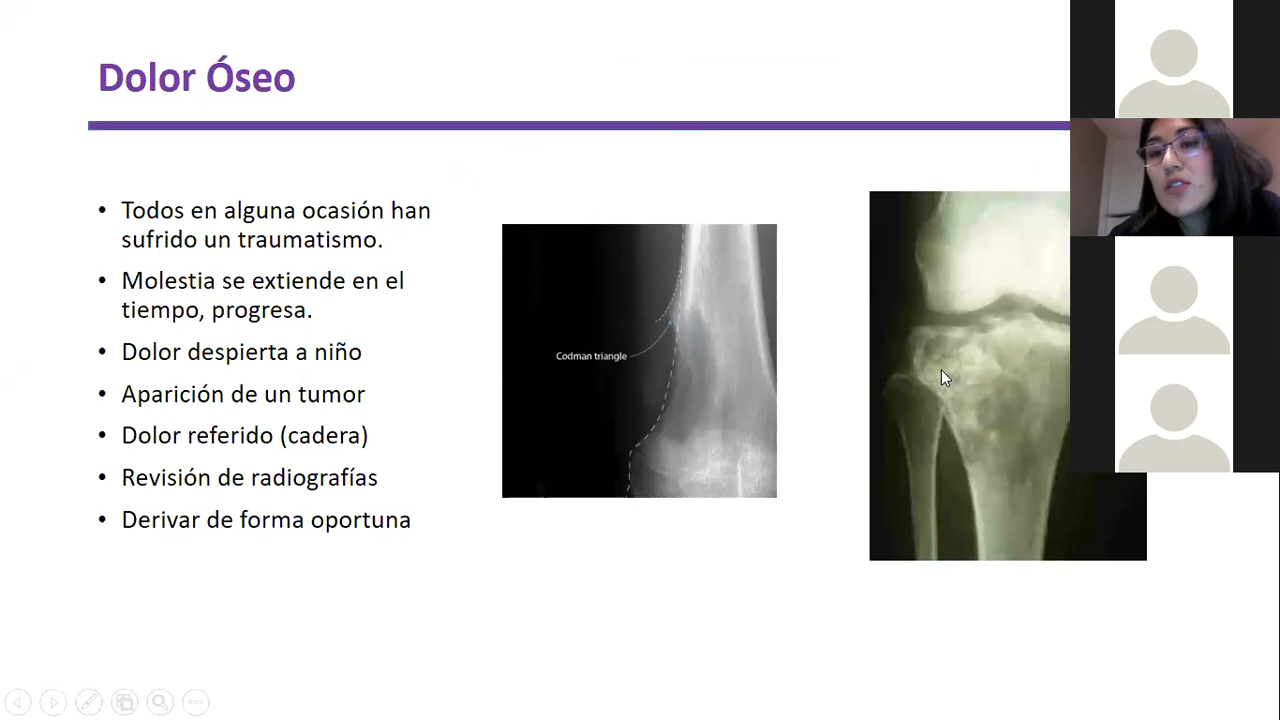 Dolor Óseo
• Todos en alguna ocasión han
sufrido un traumatismo.
• Molestia se extiende en el
tiempo, progresa.
• Dolor despierta a niño
• Aparición de un tumor
• Dolor referido (cadera)
• Revisión de radiografías
• Derivar de forma oportuna
Codman triangle